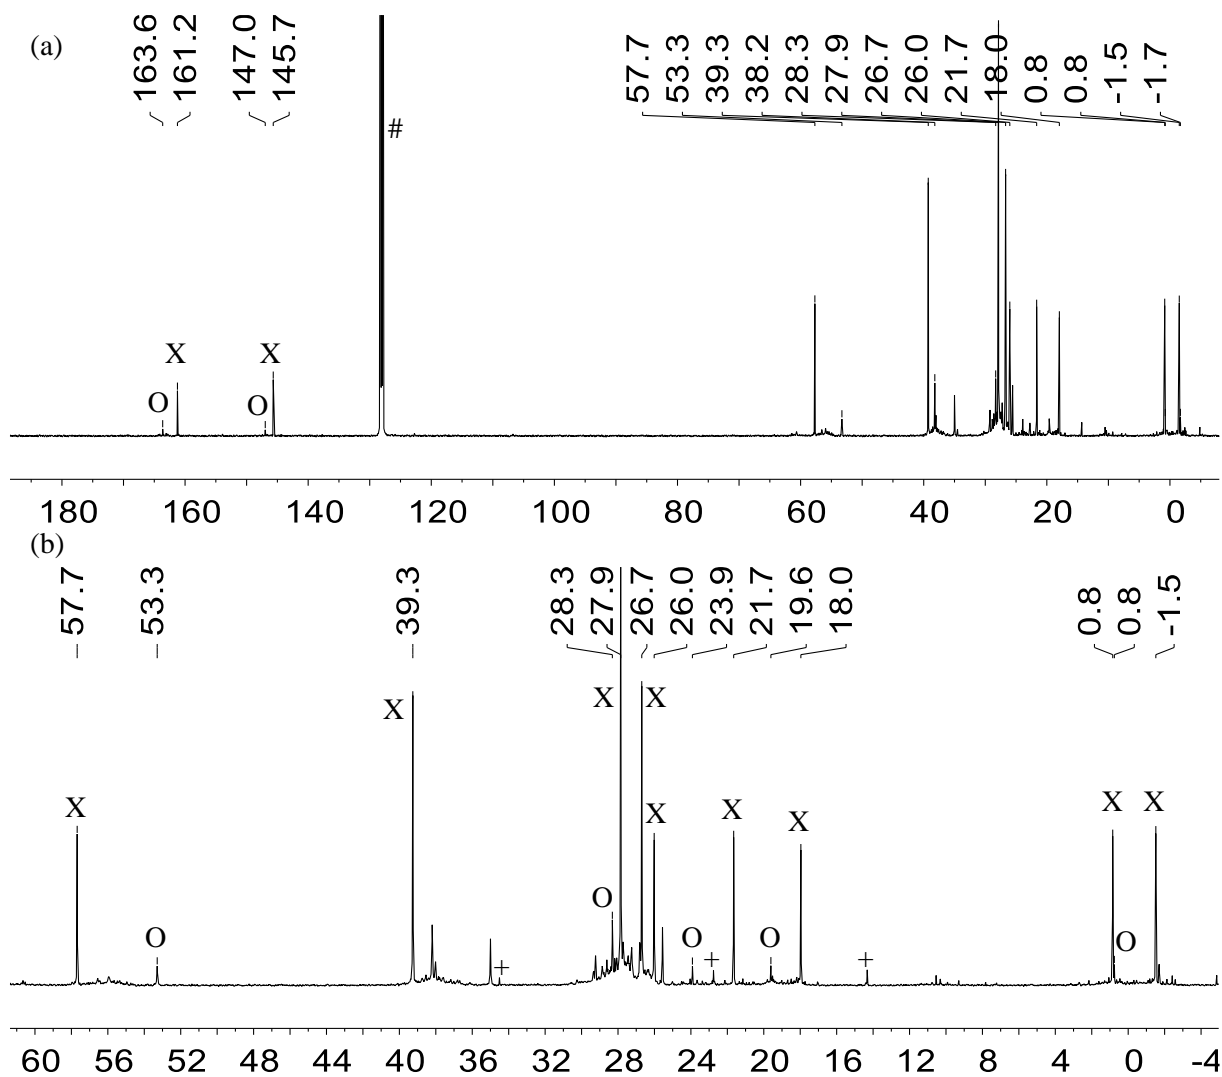 (a)
163.6 161.2 147.0 145.7 57.7 53.3 39.3 38.2 28.3 27.9 26.7 26.0 21.7 18.0 0.8 0.8 -1.5 -1.7
#
X X
O O
180 160 140 120 100 80 60 40 20 0
(b)
57.7 53.3 39.3 28.3 27.9 26.7 26.0 23.9 21.7 19.6 18.0 0.8 0.8 -1.5
X X X
X X X X X X
O
O O O O
+ + +
60 56 52 48 44 40 36 32 28 24 20 16 12 8 4 0 -4